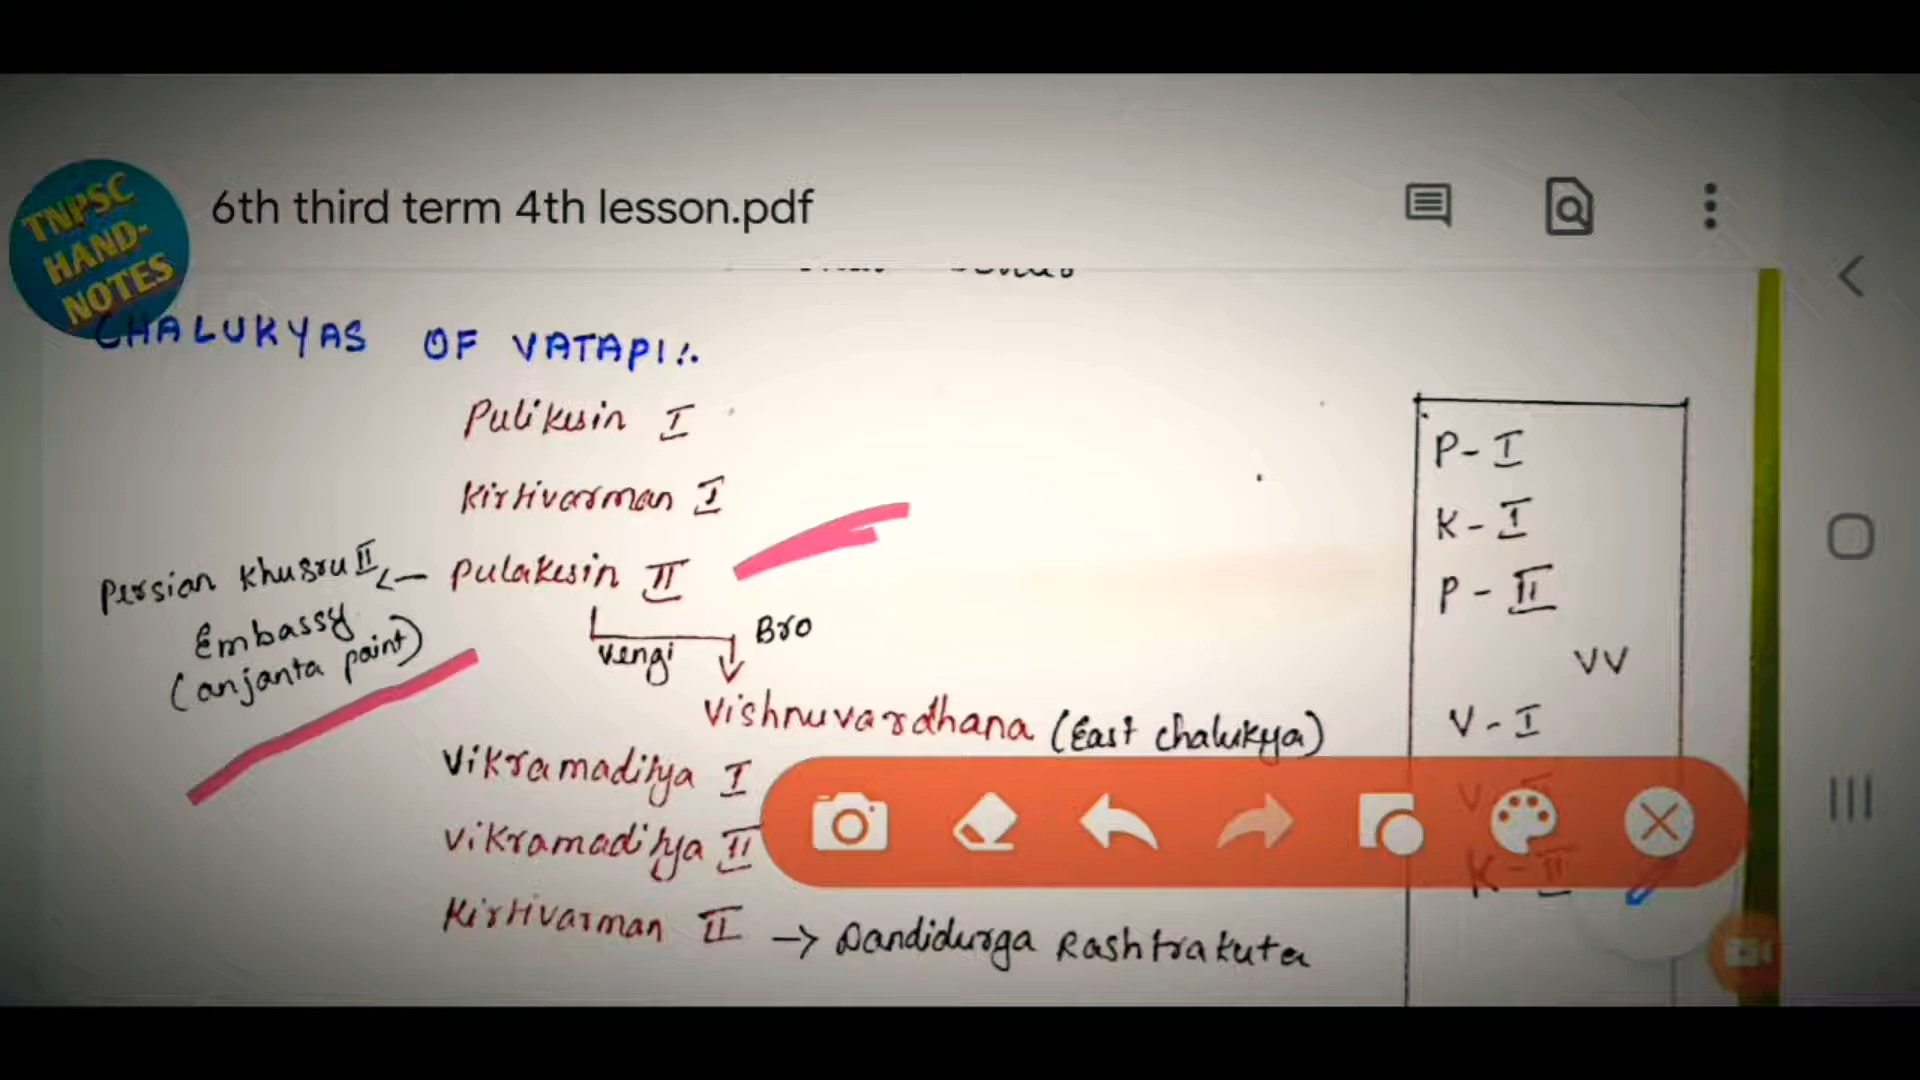 TNPSC
HAND-
NOTES
6th third term 4th lesson.pdf
CHALUKYAS OF VATAPI:.
Pulikesin I
Kirtivarman I
Persian Khusru II ← Pulakesin II
Embassy
(anjanta paint)
Vengi
Bro
Vishnuvardhana (East chalukya)
Vikramaditya I
Vikramaditya II
Kirtivarman II → Dandidurga Rashtrakuta
P - I
K - I
P - II
VV
V - I
K - II